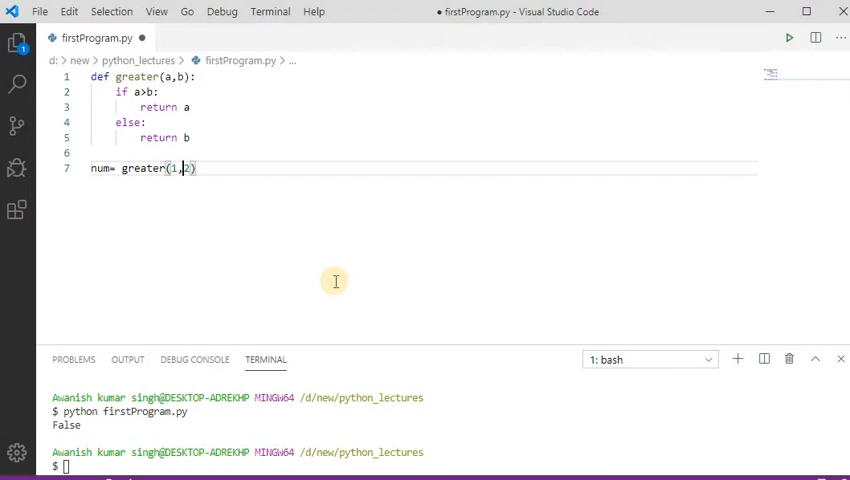 File Edit Selection View Go Debug Terminal Help ● firstProgram.py - Visual Studio Code
firstProgram.py ●
1
d: > new > python_lectures > firstProgram.py > ...
1 def greater(a,b):
2 if a>b:
3 return a
4 else:
5 return b
6
7 num= greater(1,2)
PROBLEMS OUTPUT DEBUG CONSOLE TERMINAL 1: bash
Awanish kumar singh@DESKTOP-ADREKHP MINGW64 /d/new/python_lectures
$ python firstProgram.py
False
Awanish kumar singh@DESKTOP-ADREKHP MINGW64 /d/new/python_lectures
$